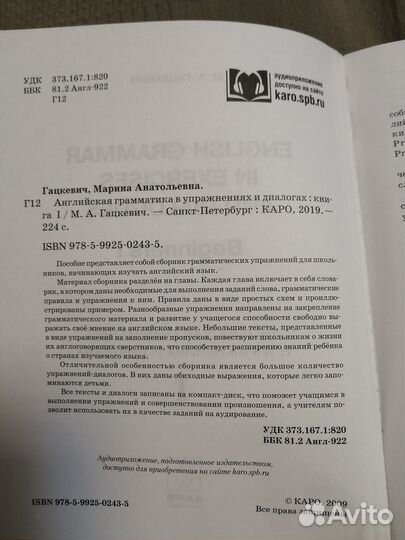 УДК 373.167.1:820
ББК 81.2 Англ-922
Г12
аудиоприложение
доступно на сайте
karo.spb.ru
Гацкевич, Марина Анатольевна.
Г12 Английская грамматика в упражнениях и диалогах : кни-
га I / М. А. Гацкевич. — Санкт-Петербург : КАРО, 2019. —
224 с.
ISBN 978-5-9925-0243-5.
Пособие представляет собой сборник грамматических упражнений для школь-
ников, начинающих изучать английский язык.
Материал сборника разделён на главы. Каждая глава включает в себя слова-
рик, в котором даны необходимые для выполнения заданий слова, грамматические
правила и упражнения к ним. Правила даны в виде простых схем и проиллю-
стрированы примером. Разнообразные упражнения направлены на закрепление
грамматического материала и развитие у учащегося способности свободно вы-
ражать своё мнение на английском языке. Небольшие тексты, представленные
в виде упражнений на заполнение пропусков, повествуют школьникам о жизни
их англоговорящих сверстников, что способствует расширению знаний ребёнка
о странах изучаемого языка.
Отличительной особенностью сборника является большое количество
упражнений-диалогов. В них даны обиходные выражения, которые легко запо-
минаются детьми.
Все тексты и диалоги записаны на компакт-диск, что поможет учащимся в
выполнении упражнений и совершенствовании произношения, а учителям по-
зволит использовать их в качестве заданий на аудирование.
УДК 373.167.1:820
ББК 81.2 Англ-922
Аудиоприложение, подготовленное издательством,
доступно для приобретения на сайте karo.spb.ru.
ISBN 978-5-9925-0243-5
© КАРО, 2009
Все права защищены
Avito